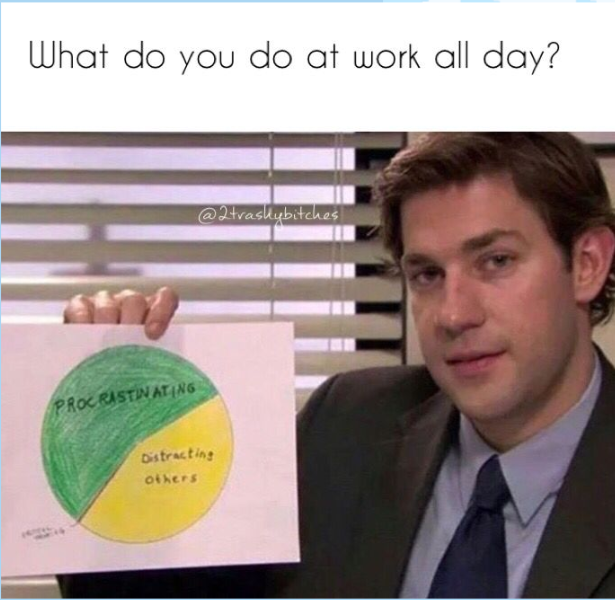 What do you do at work all day?
@2trashybitches
PROCRASTINATING
Distracting
others